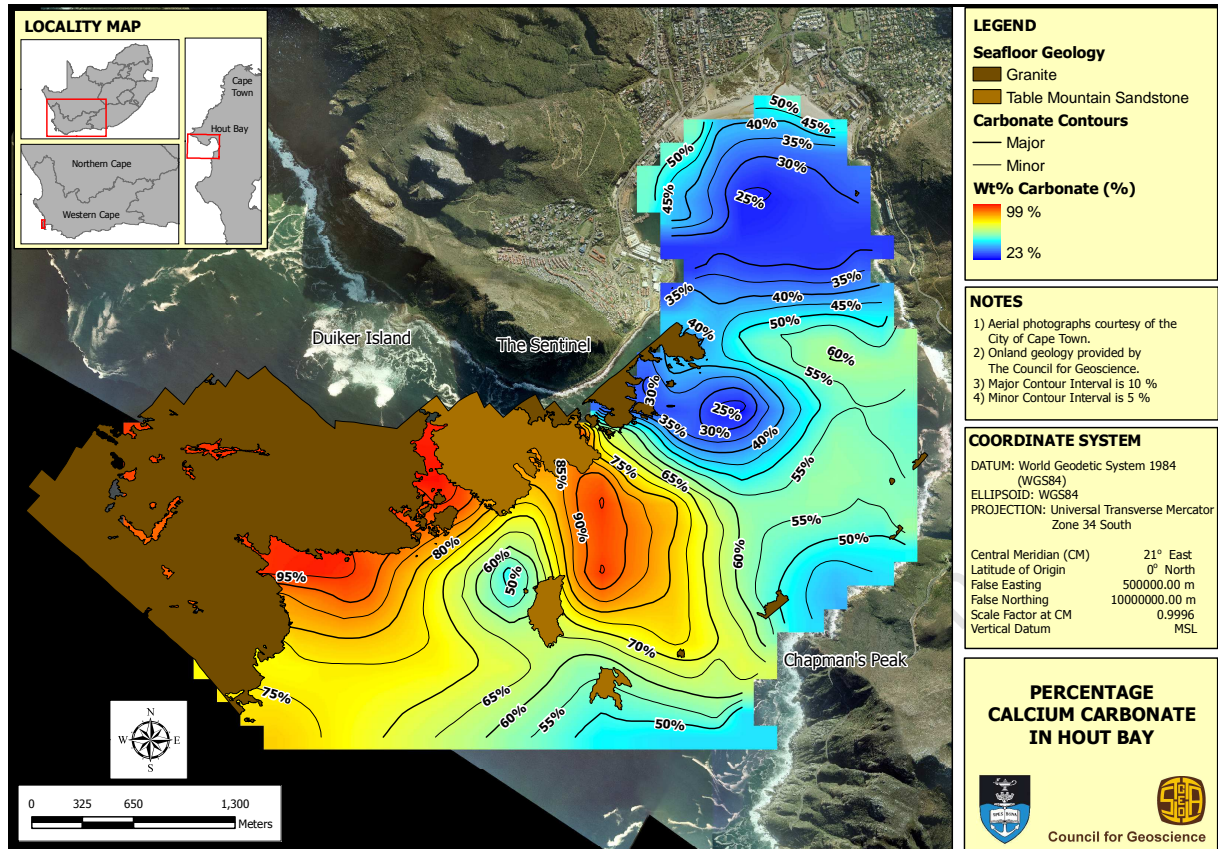 LOCALITY MAP
Cape
Town
Hout Bay
Northern Cape
Western Cape
50%
45%
40%
35%
30%
50%
25%
45%
35%
35%
40%
45%
50%
40%
60%
55%
30%
25%
35%
30%
40%
55%
Duiker Island
The Sentinel
85%
75%
65%
90%
80%
60%
50%
95%
55%
50%
60%
70%
75%
65%
60%
55%
50%
Chapman's Peak
N
W
E
S
0 325 650 1,300
Meters
LEGEND
Seafloor Geology
Granite
Table Mountain Sandstone
Carbonate Contours
Major
Minor
Wt% Carbonate (%)
99 %
23 %
NOTES
1) Aerial photographs courtesy of the
City of Cape Town.
2) Onland geology provided by
The Council for Geoscience.
3) Major Contour Interval is 10 %
4) Minor Contour Interval is 5 %
COORDINATE SYSTEM
DATUM: World Geodetic System 1984
(WGS84)
ELLIPSOID: WGS84
PROJECTION: Universal Transverse Mercator
Zone 34 South
Central Meridian (CM) 21° East
Latitude of Origin 0° North
False Easting 500000.00 m
False Northing 10000000.00 m
Scale Factor at CM 0.9996
Vertical Datum MSL
PERCENTAGE
CALCIUM CARBONATE
IN HOUT BAY
SPES BONA
Council for Geoscience